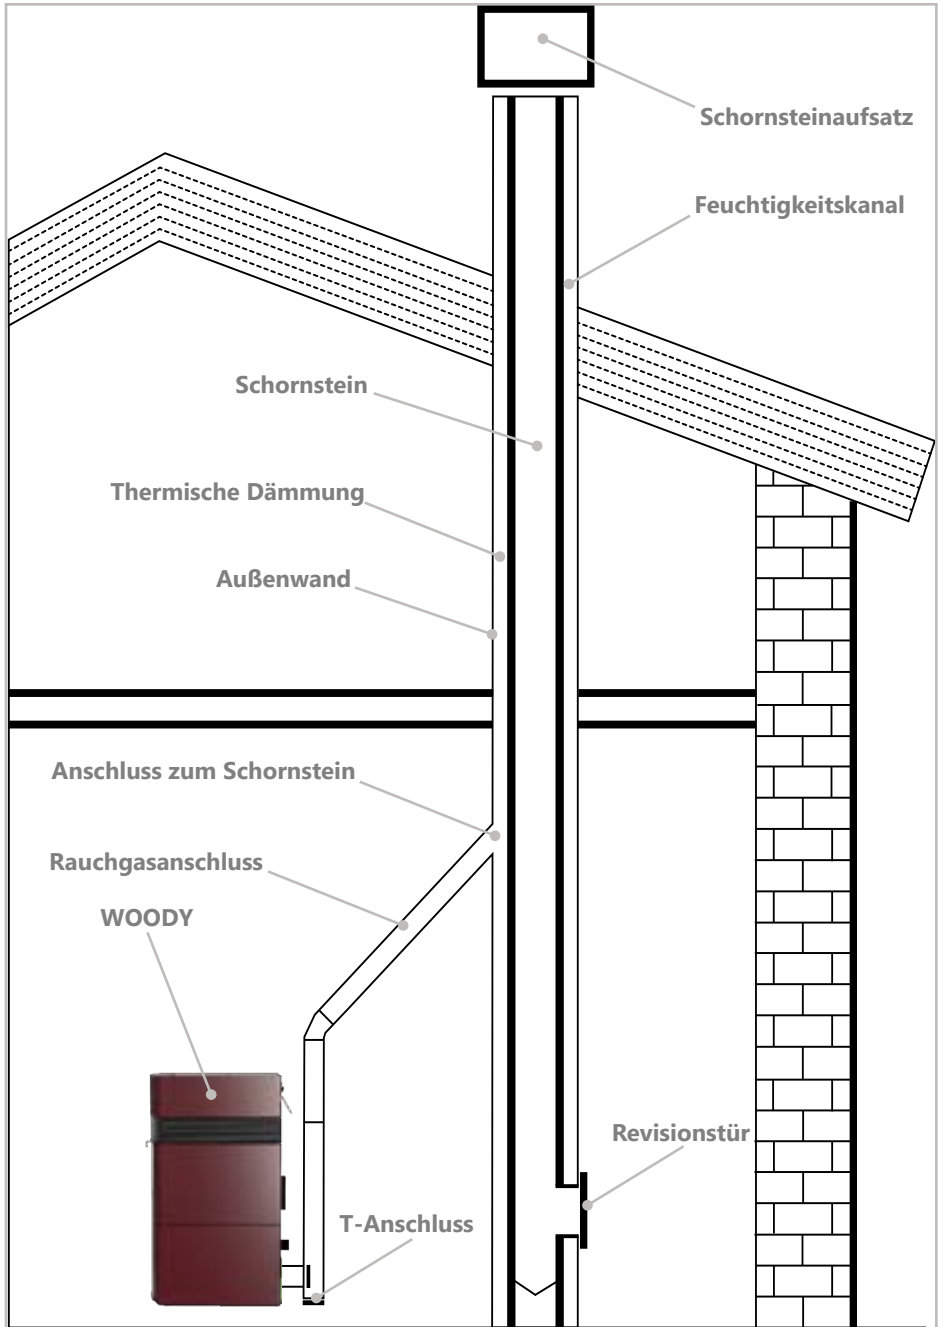 Schornsteinaufsatz
Feuchtigkeitskanal
Schornstein
Thermische Dämmung
Außenwand
Anschluss zum Schornstein
Rauchgasanschluss
WOODY
Revisionstür
T-Anschluss